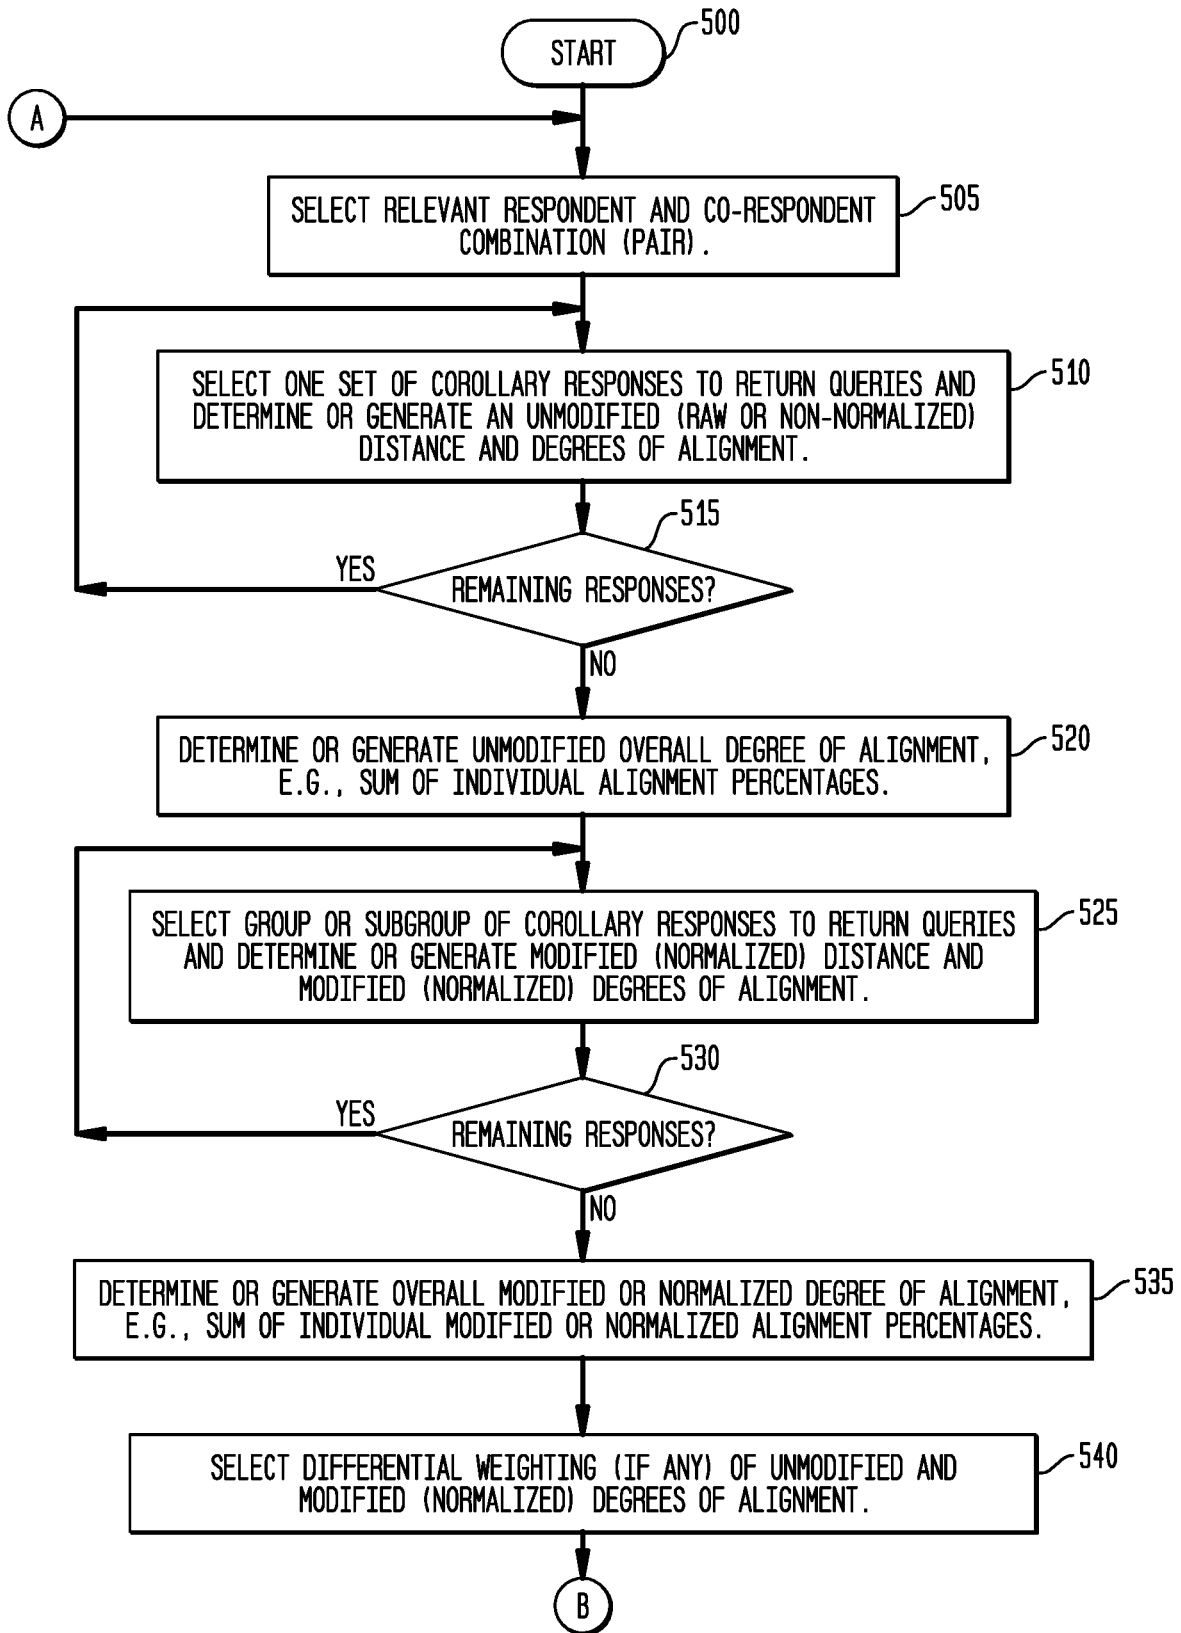 START
500
A
SELECT RELEVANT RESPONDENT AND CO-RESPONDENT
COMBINATION (PAIR).
505
SELECT ONE SET OF COROLLARY RESPONSES TO RETURN QUERIES AND
DETERMINE OR GENERATE AN UNMODIFIED (RAW OR NON-NORMALIZED)
DISTANCE AND DEGREES OF ALIGNMENT.
510
515
YES
REMAINING RESPONSES?
NO
DETERMINE OR GENERATE UNMODIFIED OVERALL DEGREE OF ALIGNMENT,
E.G., SUM OF INDIVIDUAL ALIGNMENT PERCENTAGES.
520
SELECT GROUP OR SUBGROUP OF COROLLARY RESPONSES TO RETURN QUERIES
AND DETERMINE OR GENERATE MODIFIED (NORMALIZED) DISTANCE AND
MODIFIED (NORMALIZED) DEGREES OF ALIGNMENT.
525
530
YES
REMAINING RESPONSES?
NO
DETERMINE OR GENERATE OVERALL MODIFIED OR NORMALIZED DEGREE OF ALIGNMENT,
E.G., SUM OF INDIVIDUAL MODIFIED OR NORMALIZED ALIGNMENT PERCENTAGES.
535
SELECT DIFFERENTIAL WEIGHTING (IF ANY) OF UNMODIFIED AND
MODIFIED (NORMALIZED) DEGREES OF ALIGNMENT.
540
B